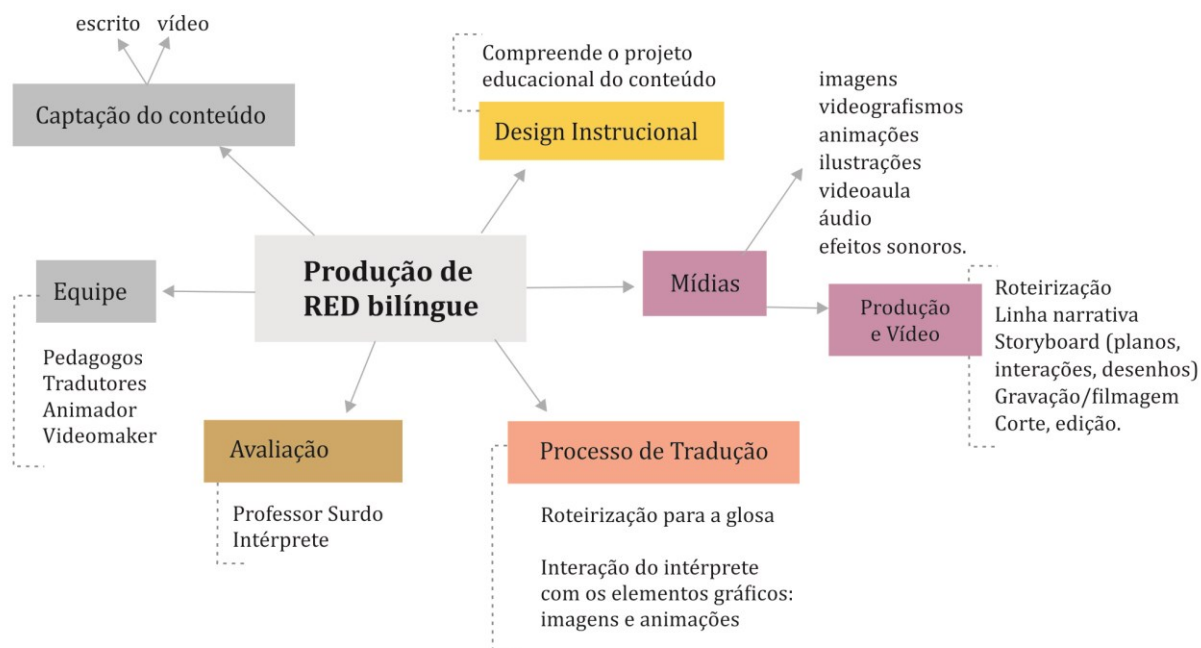 escrito vídeo
Captação do conteúdo
Compreende o projeto
educacional do conteúdo
Design Instrucional
imagens
videografismos
animações
ilustrações
videoaula
áudio
efeitos sonoros.
Produção de
RED bilíngue
Equipe
Pedagogos
Tradutores
Animador
Videomaker
Mídias
Produção
e Vídeo
Roteirização
Linha narrativa
Storyboard (planos,
interações, desenhos)
Gravação/filmagem
Corte, edição.
Avaliação
Professor Surdo
Intérprete
Processo de Tradução
Roteirização para a glosa
Interação do intérprete
com os elementos gráficos:
imagens e animações